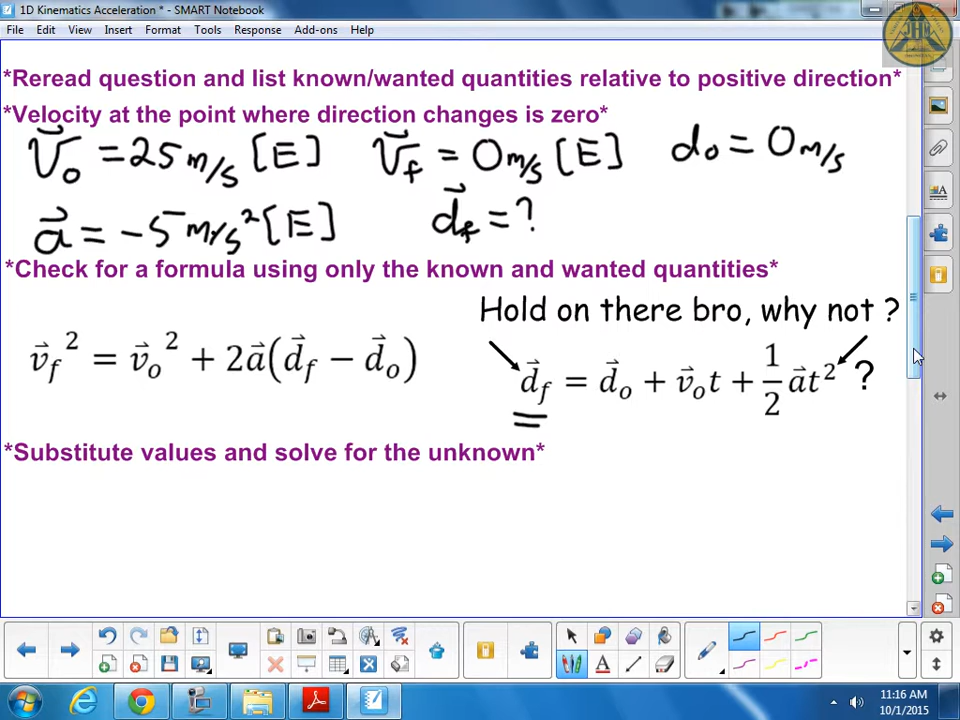 1D Kinematics Acceleration * - SMART Notebook
File Edit View Insert Format Tools Response Add-ons Help
*Reread question and list known/wanted quantities relative to positive direction*
*Velocity at the point where direction changes is zero*
v⃗₀ = 25 m/s [E] v⃗f = 0 m/s [E] d₀ = 0 m/s
a⃗ = -5 m/s² [E] d⃗f = ?
*Check for a formula using only the known and wanted quantities*
Hold on there bro, why not ?
v⃗f² = v⃗o² + 2a⃗(d⃗f − d⃗o) d⃗f = d⃗o + v⃗ot + 1/2 a⃗t² ?
*Substitute values and solve for the unknown*
11:16 AM
10/1/2015